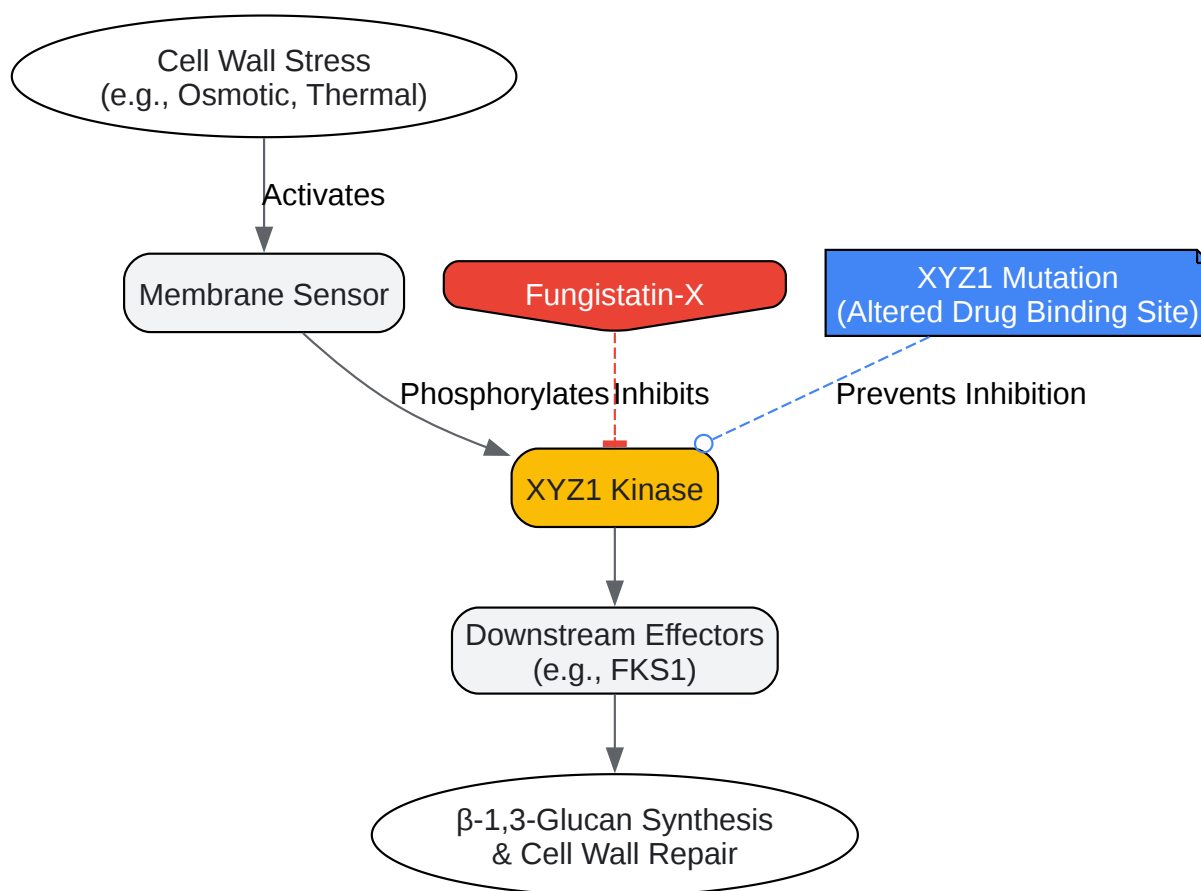 Cell Wall Stress
(e.g., Osmotic, Thermal)
Activates
Membrane Sensor
Fungistatin-X
XYZ1 Mutation
(Altered Drug Binding Site)
Phosphorylates
Inhibits
Prevents Inhibition
XYZ1 Kinase
Downstream Effectors
(e.g., FKS1)
β-1,3-Glucan Synthesis
& Cell Wall Repair